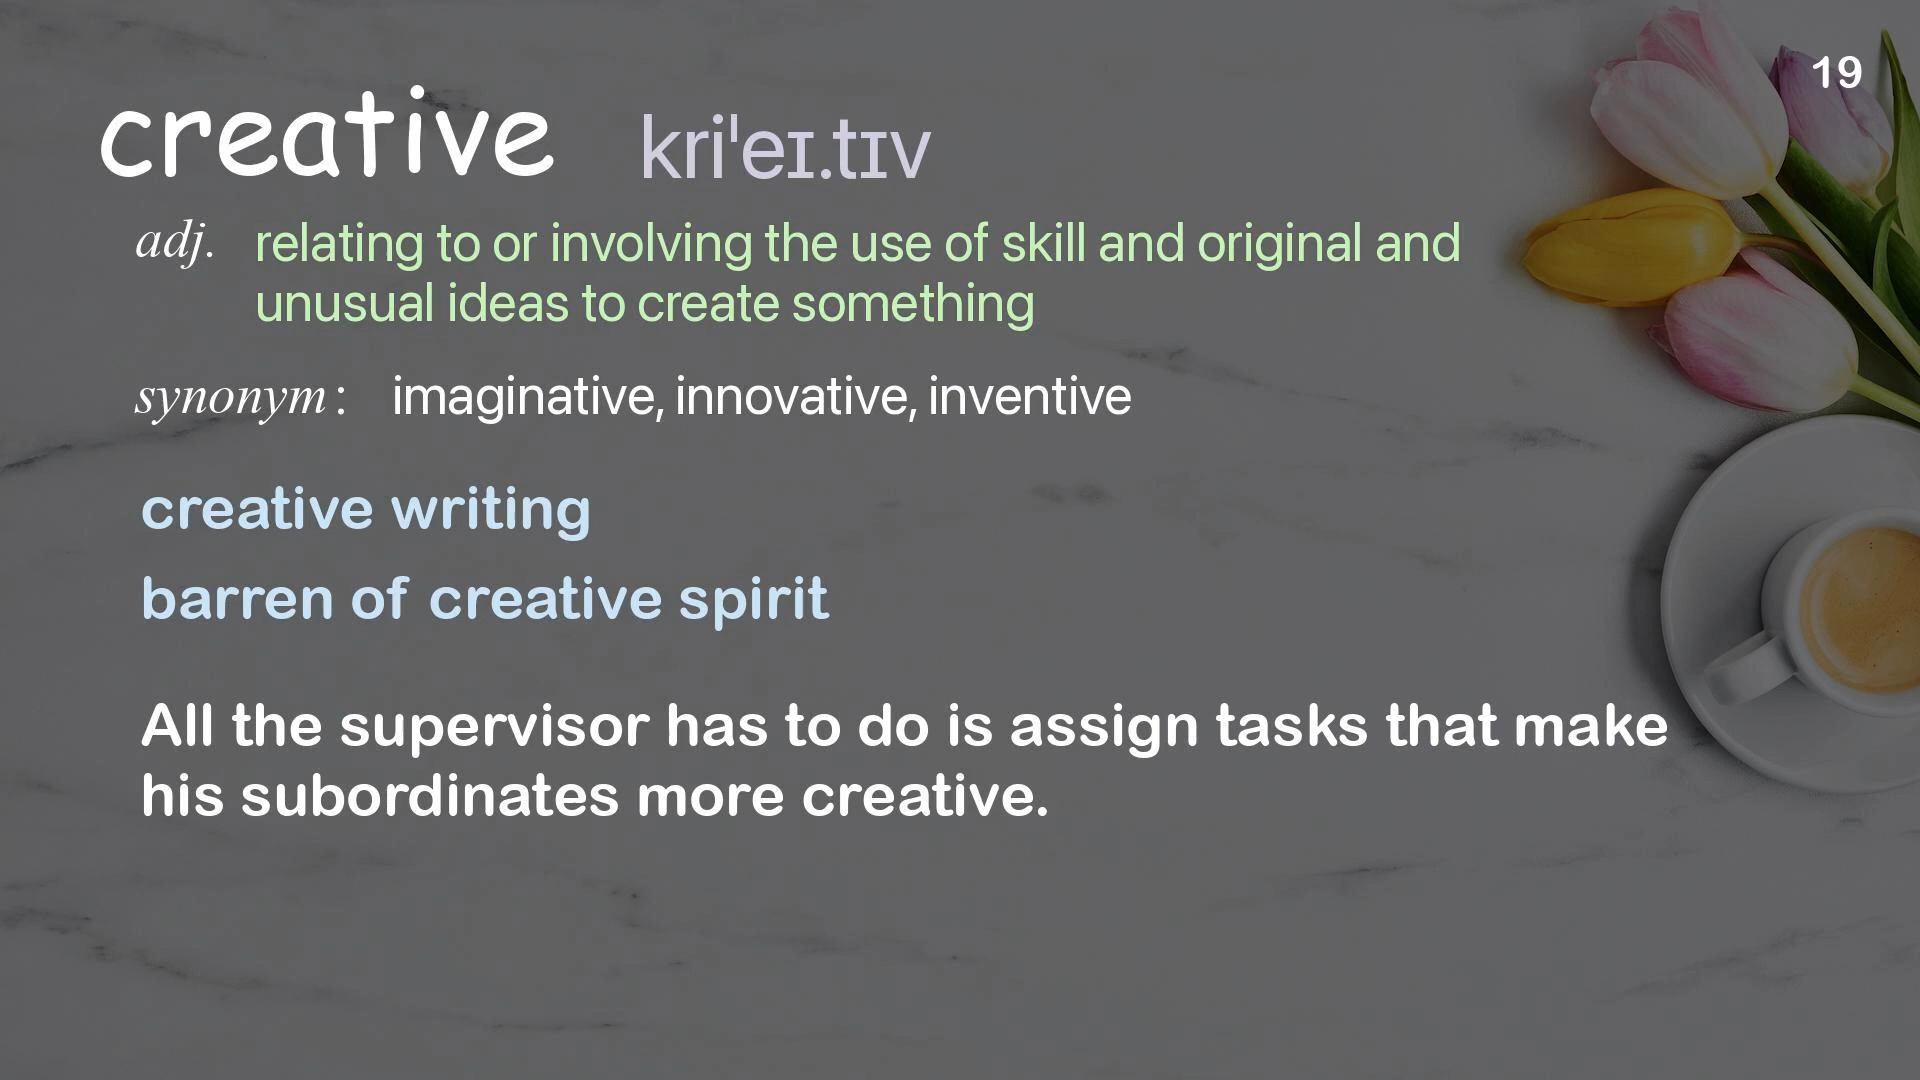 19
creative kriˈeɪ.tɪv
adj. relating to or involving the use of skill and original and
unusual ideas to create something
synonym: imaginative, innovative, inventive
creative writing
barren of creative spirit
All the supervisor has to do is assign tasks that make
his subordinates more creative.